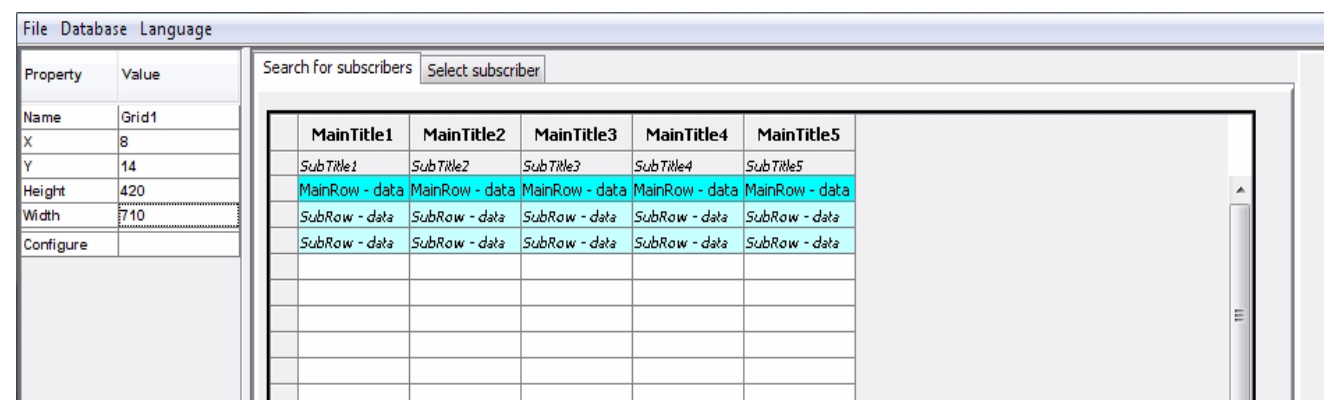 File Database Language
Property Value
Name Grid1
X 8
Y 14
Height 420
Width 710
Configure
Search for subscribers Select subscriber
MainTitle1 MainTitle2 MainTitle3 MainTitle4 MainTitle5
SubTitle1 SubTitle2 SubTitle3 SubTitle4 SubTitle5
MainRow - data MainRow - data MainRow - data MainRow - data MainRow - data
SubRow - data SubRow - data SubRow - data SubRow - data SubRow - data
SubRow - data SubRow - data SubRow - data SubRow - data SubRow - data